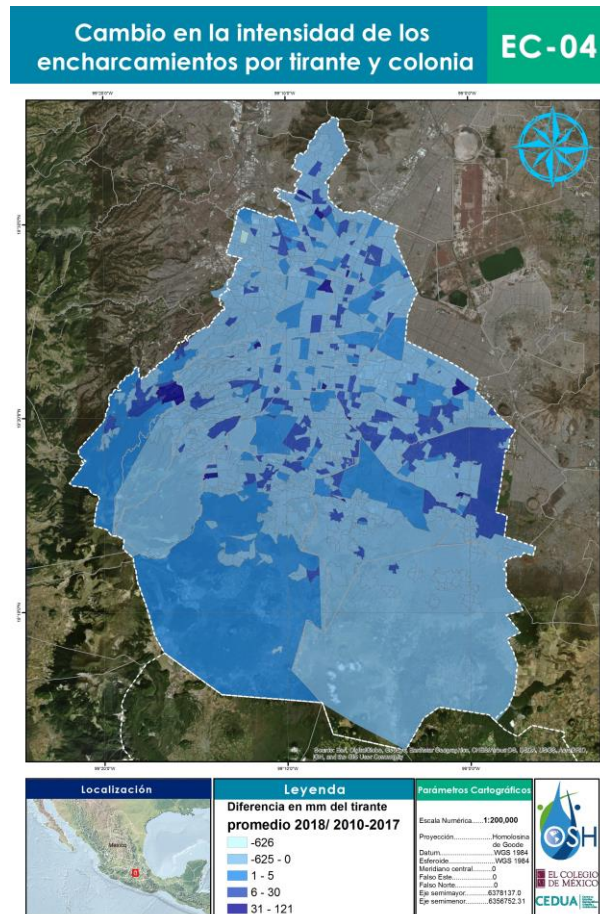 Cambio en la intensidad de los
encharcamientos por tirante y colonia
EC-04
Localización
México
Leyenda
Diferencia en mm del tirante
promedio 2018/ 2010-2017
-626
-625 - 0
1 - 5
6 - 30
31 - 121
Parámetros Cartográficos
Escala Numérica......1:200,000
Proyección............Homolosina
de Goode
Datum....................WGS 1984
Esferoide................WGS 1984
Meridiano central.........0
Falso Este..................0
Falso Norte................0
Eje semimayor.......6378137.0
Eje semimenor.......6356752.31
OSH
EL COLEGIO
DE MÉXICO
CEDUA